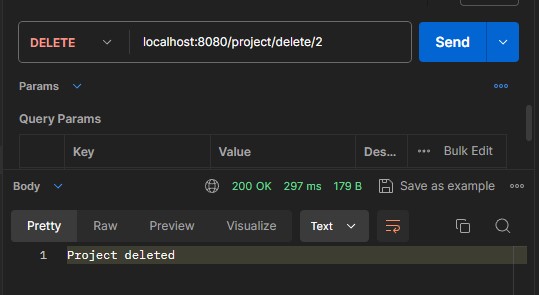 DELETE localhost:8080/project/delete/2 Send
Params
Query Params
Key Value Des... Bulk Edit
Body 200 OK 297 ms 179 B Save as example
Pretty Raw Preview Visualize Text
1 Project deleted